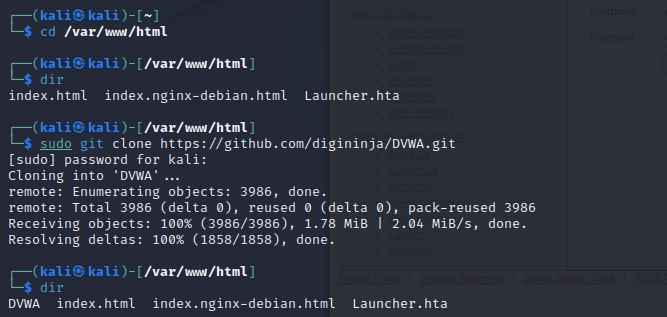 ┌──(kali㉿kali)-[~]
└─$ cd /var/www/html
┌──(kali㉿kali)-[/var/www/html]
└─$ dir
index.html  index.nginx-debian.html  Launcher.hta
┌──(kali㉿kali)-[/var/www/html]
└─$ sudo git clone https://github.com/digininja/DVWA.git
[sudo] password for kali:
Cloning into 'DVWA'...
remote: Enumerating objects: 3986, done.
remote: Total 3986 (delta 0), reused 0 (delta 0), pack-reused 3986
Receiving objects: 100% (3986/3986), 1.78 MiB | 2.04 MiB/s, done.
Resolving deltas: 100% (1858/1858), done.
┌──(kali㉿kali)-[/var/www/html]
└─$ dir
DVWA  index.html  index.nginx-debian.html  Launcher.hta
SMALL BUSINESS
Username:
Password:
Privacy Policy